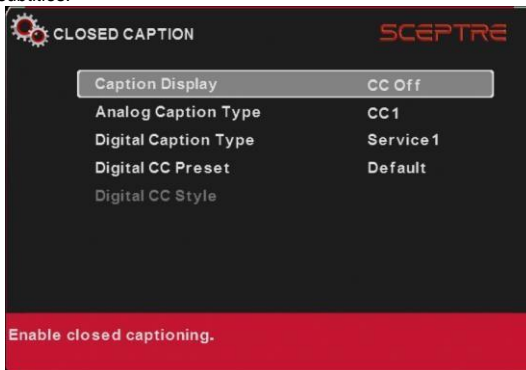 CLOSED CAPTION SCEPTRE
Caption Display CC Off
Analog Caption Type CC1
Digital Caption Type Service1
Digital CC Preset Default
Digital CC Style
Enable closed captioning.